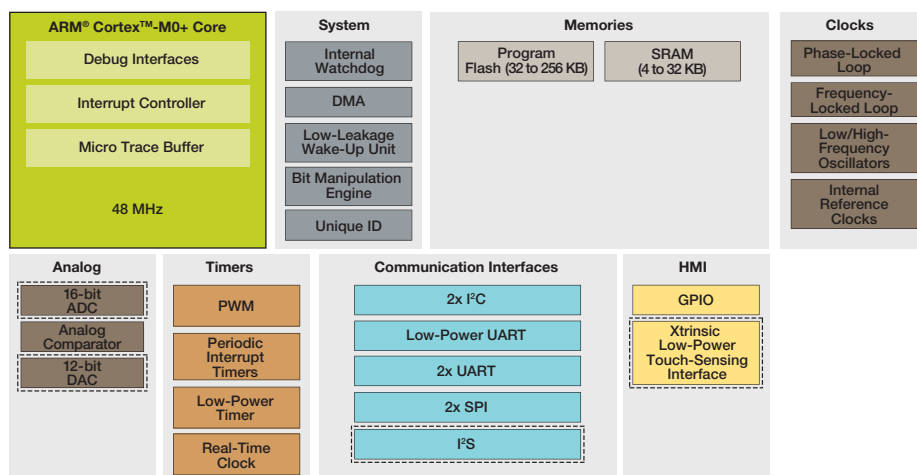 ARM® Cortex™-M0+ Core
Debug Interfaces
Interrupt Controller
Micro Trace Buffer
48 MHz
System
Internal
Watchdog
DMA
Low-Leakage
Wake-Up Unit
Bit Manipulation
Engine
Unique ID
Memories
Program
Flash (32 to 256 KB)
SRAM
(4 to 32 KB)
Clocks
Phase-Locked
Loop
Frequency-
Locked Loop
Low/High-
Frequency
Oscillators
Internal
Reference
Clocks
Analog
16-bit
ADC
Analog
Comparator
12-bit
DAC
Timers
PWM
Periodic
Interrupt
Timers
Low-Power
Timer
Real-Time
Clock
Communication Interfaces
2x I²C
Low-Power UART
2x UART
2x SPI
I²S
HMI
GPIO
Xtrinsic
Low-Power
Touch-Sensing
Interface